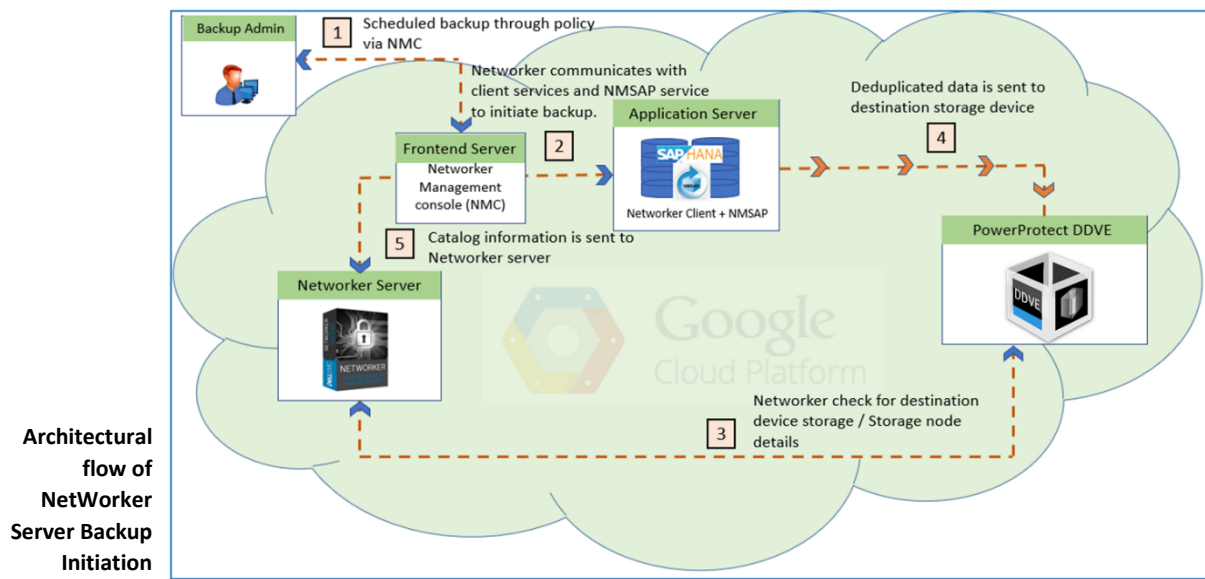 Backup Admin
1
Scheduled backup through policy
via NMC
Networker communicates with
client services and NMSAP service
to initiate backup.
2
Frontend Server
Networker
Management
console (NMC)
Application Server
SAP HANA
Networker Client + NMSAP
Deduplicated data is sent to
destination storage device
4
PowerProtect DDVE
DDVE
5
Catalog information is sent to
Networker server
Networker Server
NETWORKER
Google
Cloud Platform
Networker check for destination
device storage / Storage node
details
3
Architectural
flow of
NetWorker
Server Backup
Initiation